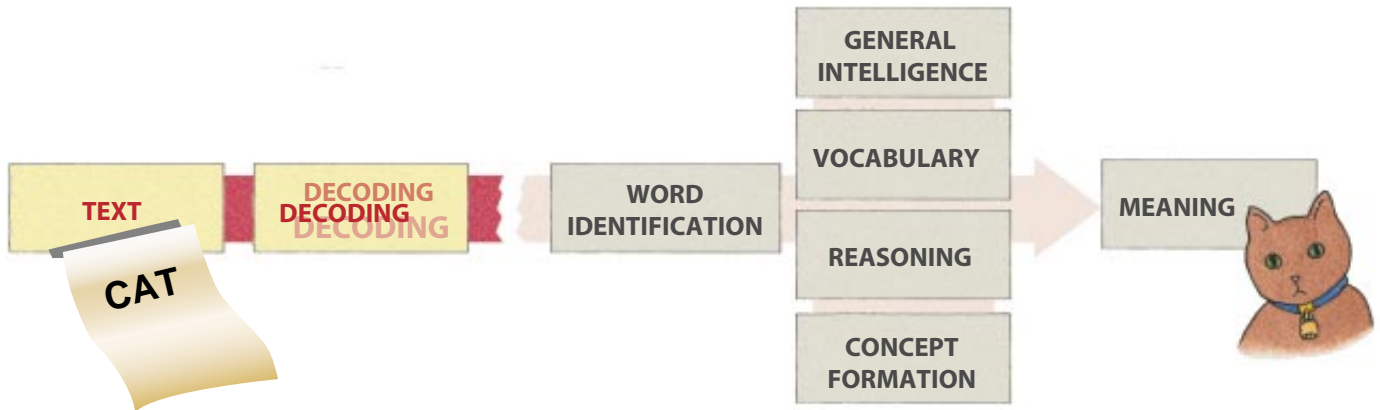 TEXT
CAT
DECODING
DECODING
DECODING
WORD
IDENTIFICATION
GENERAL
INTELLIGENCE
VOCABULARY
REASONING
CONCEPT
FORMATION
MEANING